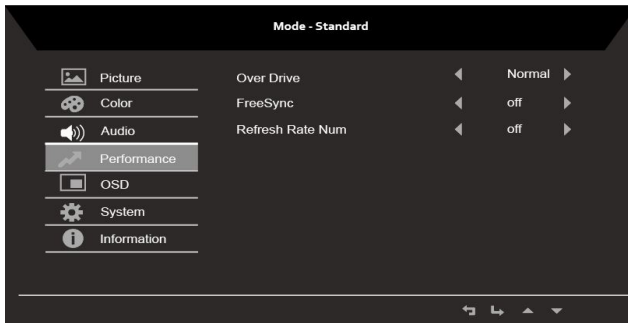 Mode - Standard
Picture
Color
Audio
Performance
OSD
System
Information
Over Drive Normal
FreeSync off
Refresh Rate Num off